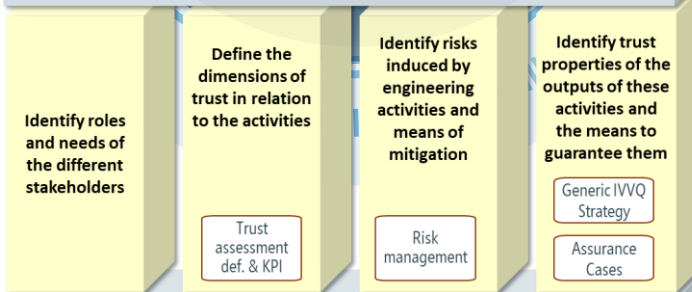 Identify roles
and needs of
the different
stakeholders
Define the
dimensions of
trust in relation
to the activities
Trust
assessment
def. & KPI
Identify risks
induced by
engineering
activities and
means of
mitigation
Risk
management
Identify trust
properties of the
outputs of these
activities and
the means to
guarantee them
Generic IVVQ
Strategy
Assurance
Cases